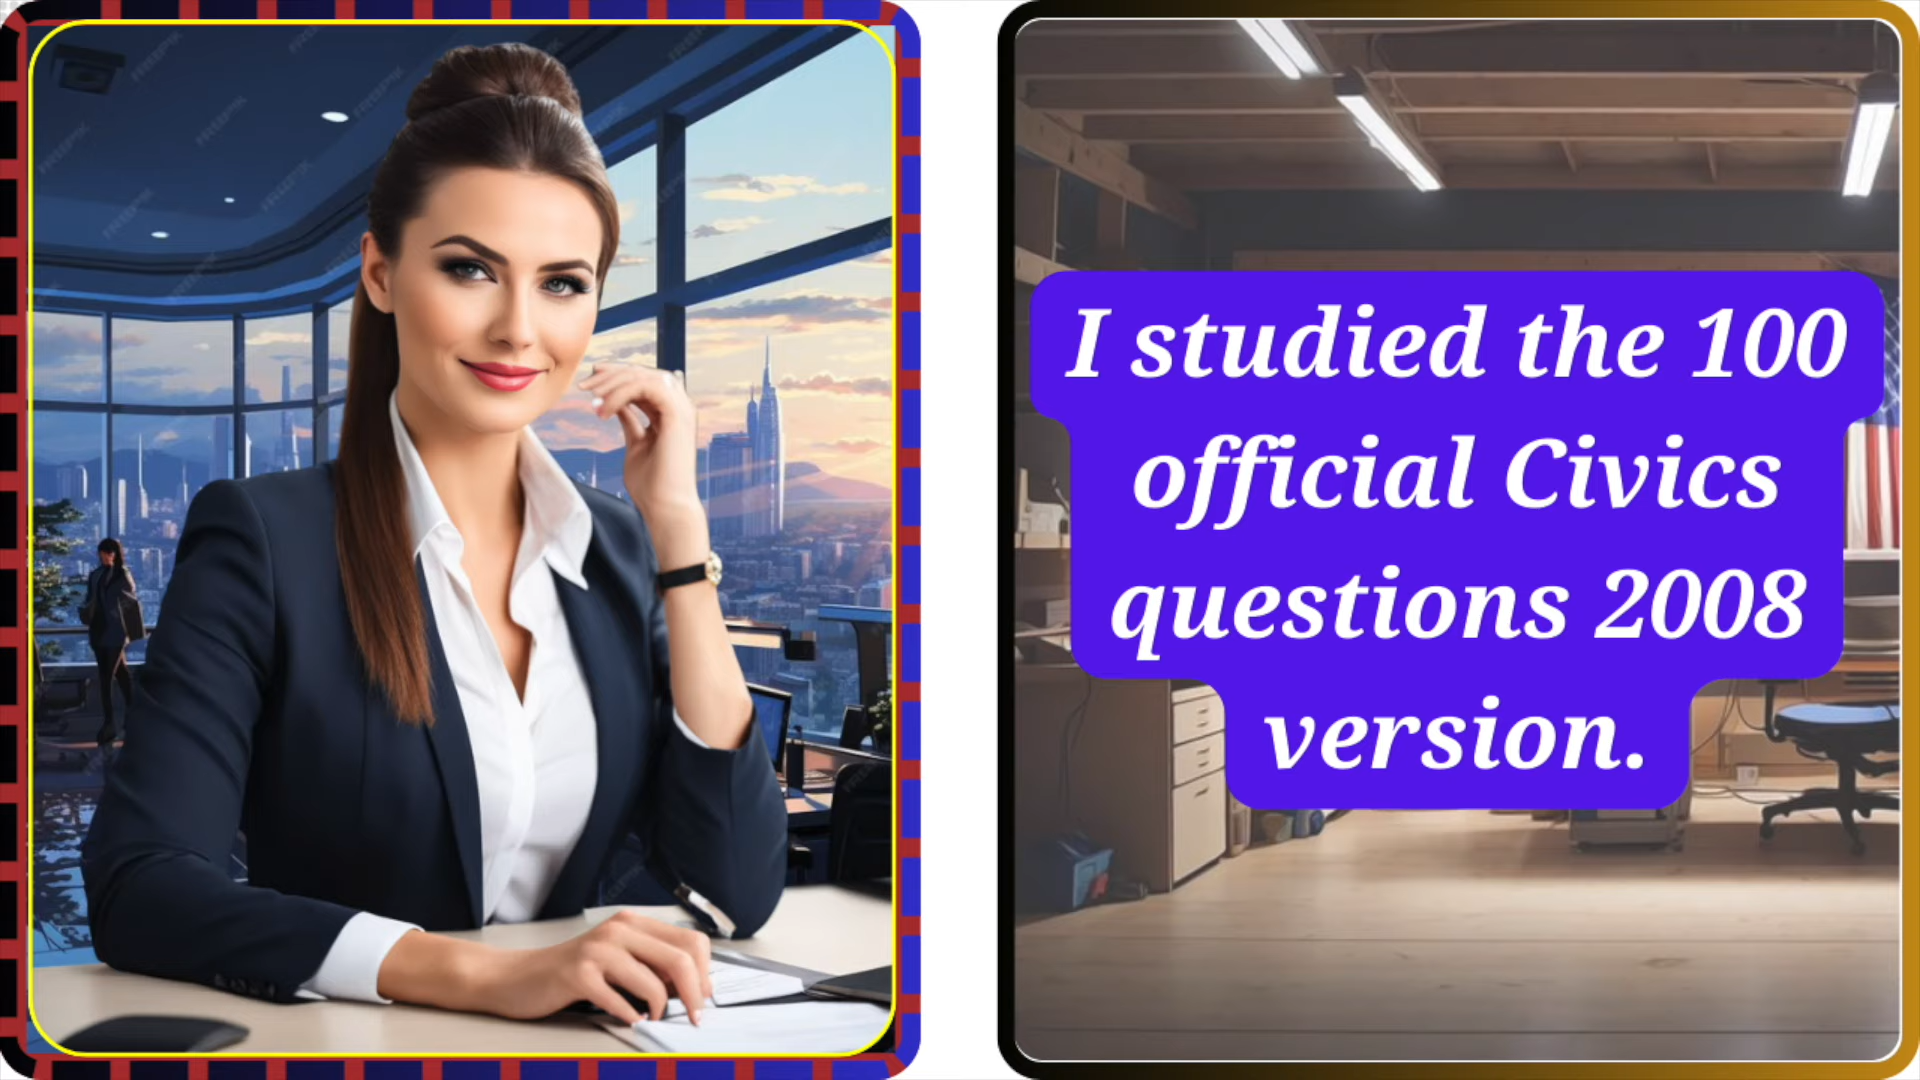 I studied the 100
official Civics
questions 2008
version.